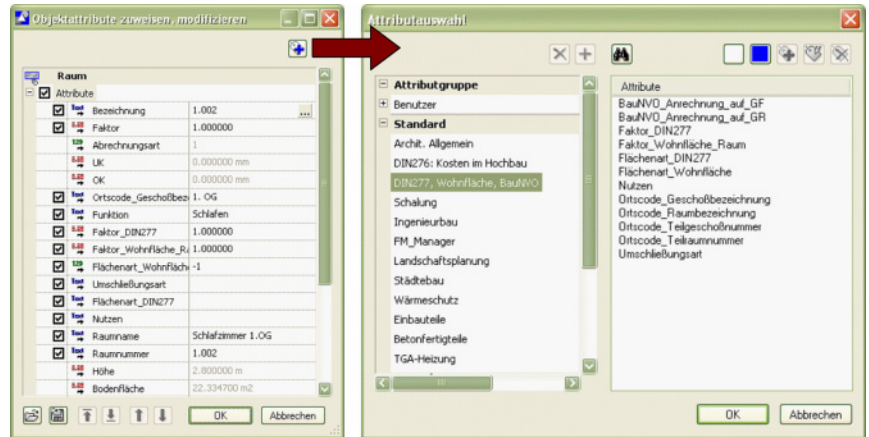 Objektattribute zuweisen, modifizieren
Raum
Attribute
Bezeichnung 1.002 ...
Faktor 1.000000
Abrechnungsart 1
UK 0.000000 mm
OK 0.000000 mm
Ortscode_Geschoßbez 1. OG
Funktion Schlafen
Faktor_DIN277 1.000000
Faktor_Wohnfläche_R 1.000000
Flächenart_Wohnfläch -1
Umschließungsart
Flächenart_DIN277
Nutzen
Raumname Schlafzimmer 1.OG
Raumnummer 1.002
Höhe 2.800000 m
Bodenfläche 22.334700 m2
OK Abbrechen
Attributauswahl
Attributgruppe
Benutzer
Standard
Archit. Allgemein
DIN276: Kosten im Hochbau
DIN277, Wohnfläche, BauNVO
Schalung
Ingenieurbau
FM_Manager
Landschaftsplanung
Städtebau
Wärmeschutz
Einbauteile
Betonfertigteile
TGA-Heizung
Attribute
BauNVO_Anrechnung_auf_GF
BauNVO_Anrechnung_auf_GR
Faktor_DIN277
Faktor_Wohnfläche_Raum
Flächenart_DIN277
Flächenart_Wohnfläche
Nutzen
Ortscode_Geschoßbezeichnung
Ortscode_Raumbezeichnung
Ortscode_Teilgeschoßnummer
Ortscode_Teilraumnummer
Umschließungsart
OK Abbrechen